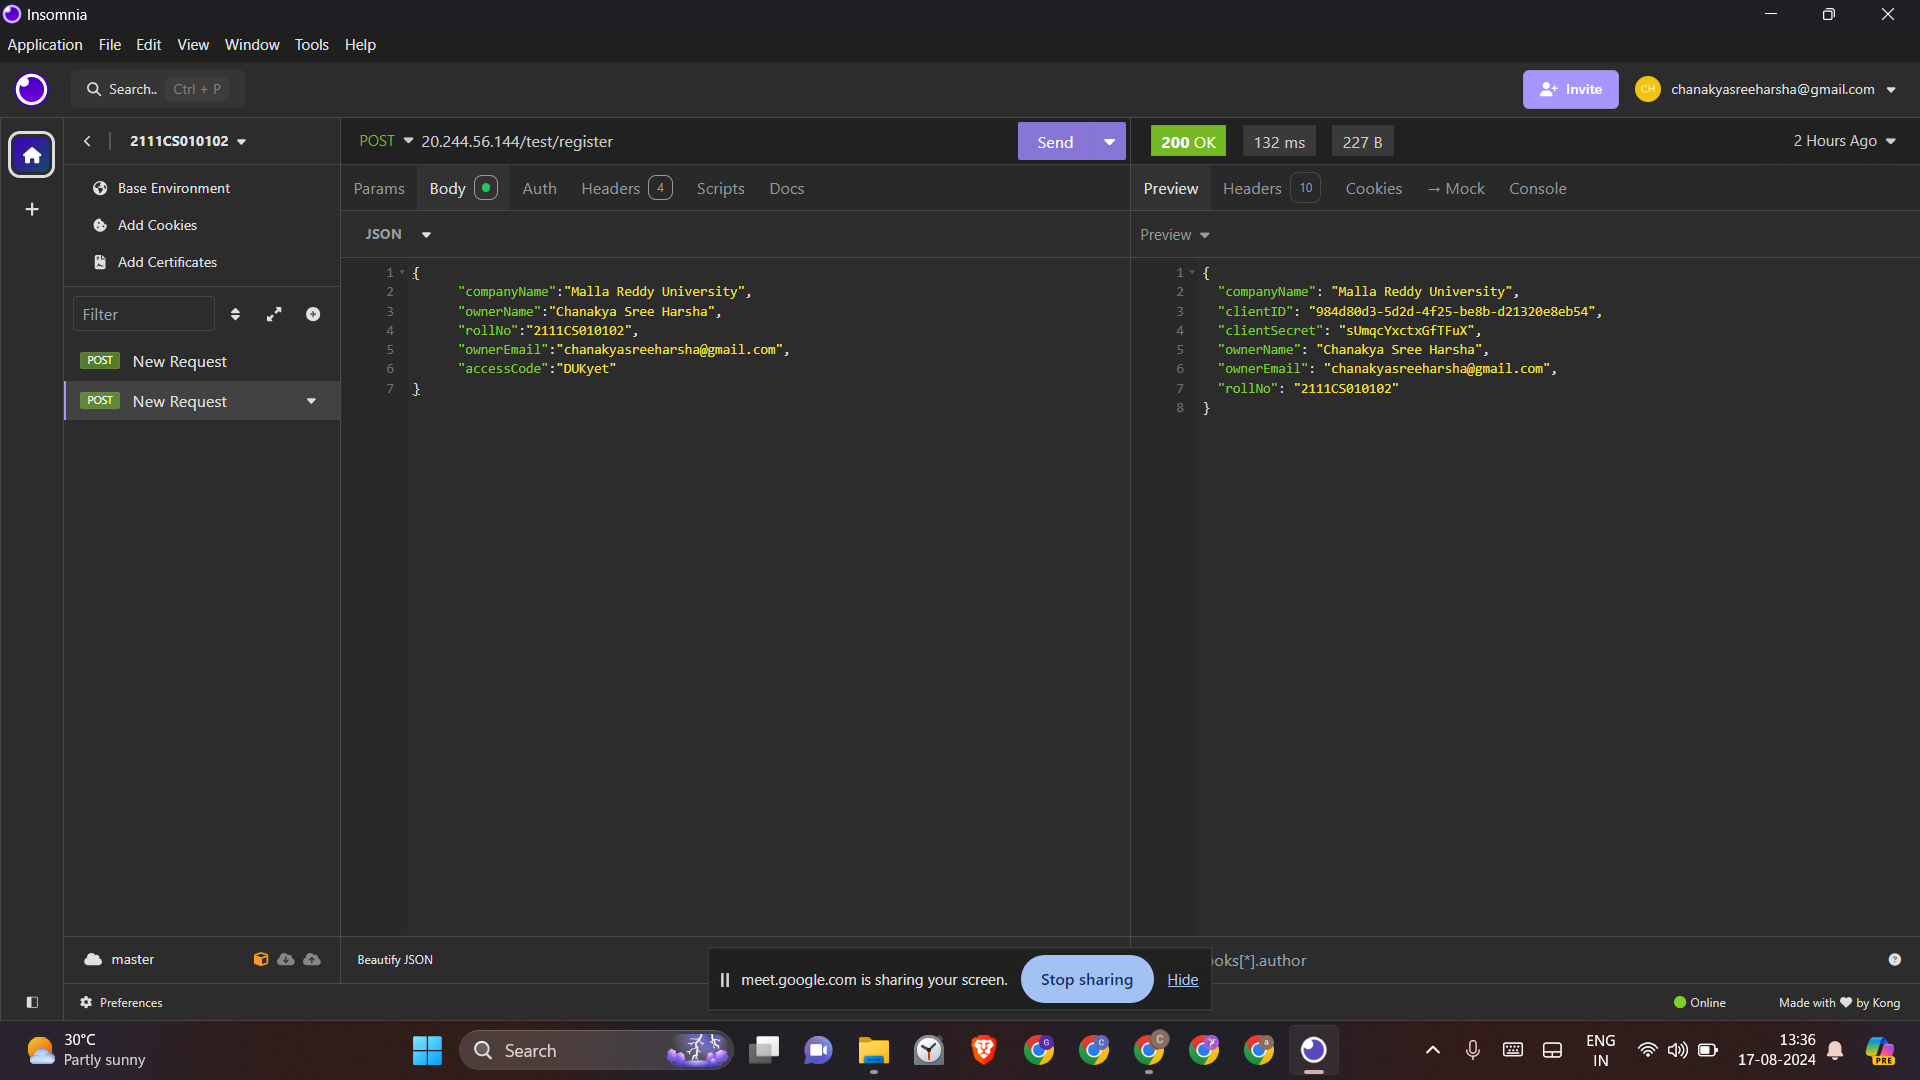 Insomnia
Application File Edit View Window Tools Help
Search.. Ctrl + P
Invite
CH
chanakyasreeharsha@gmail.com
2111CS010102
POST 20.244.56.144/test/register
Send
200 OK
132 ms
227 B
2 Hours Ago
Base Environment
Add Cookies
Add Certificates
Filter
POST New Request
POST New Request
Params Body Auth Headers 4 Scripts Docs
JSON
1 {
2 "companyName":"Malla Reddy University",
3 "ownerName":"Chanakya Sree Harsha",
4 "rollNo":"2111CS010102",
5 "ownerEmail":"chanakyasreeharsha@gmail.com",
6 "accessCode":"DUKyet"
7 }
Preview Headers 10 Cookies → Mock Console
Preview
1 {
2 "companyName": "Malla Reddy University",
3 "clientID": "984d80d3-5d2d-4f25-be8b-d21320e8eb54",
4 "clientSecret": "sUmqcYxctxGfTFuX",
5 "ownerName": "Chanakya Sree Harsha",
6 "ownerEmail": "chanakyasreeharsha@gmail.com",
7 "rollNo": "2111CS010102"
8 }
master
Beautify JSON
ooks[*].author
meet.google.com is sharing your screen.
Stop sharing
Hide
Preferences
Online
Made with ❤ by Kong
30°C
Partly sunny
Search
ENG
IN
13:36
17-08-2024
PRE